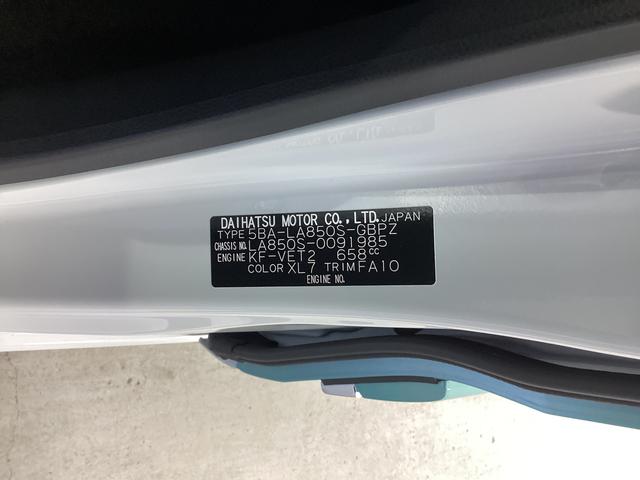 DAIHATSU MOTOR CO.,LTD. JAPAN
TYPE 5BA-LA850S-GBPZ
CHASSIS NO. LA850S-0091985
ENGINE KF-VET2 658cc
COLOR XL7 TRIM FA10
ENGINE NO.